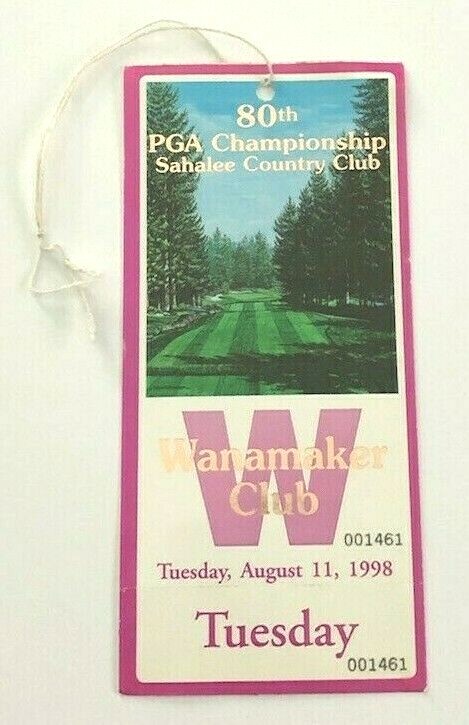 80th
PGA Championship
Sahalee Country Club
W
Wanamaker
Club
001461
Tuesday, August 11, 1998
Tuesday
001461